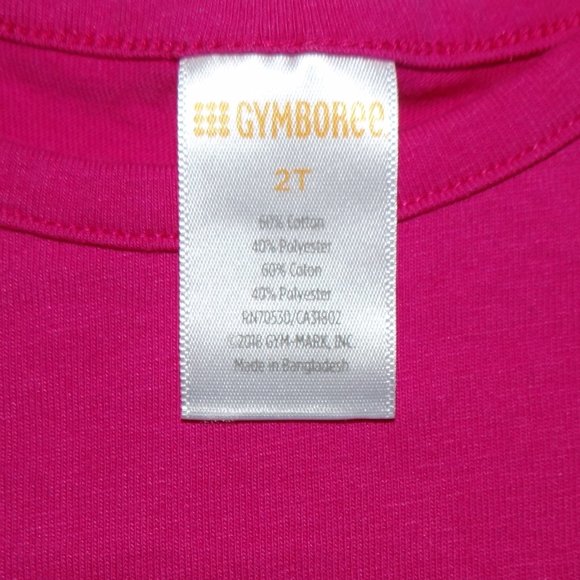 GYMBOREE
2T
60% Cotton
40% Polyester
60% Coton
40% Polyester
RN70530/CA31802
©2018 GYM-MARK, INC.
Made in Bangladesh